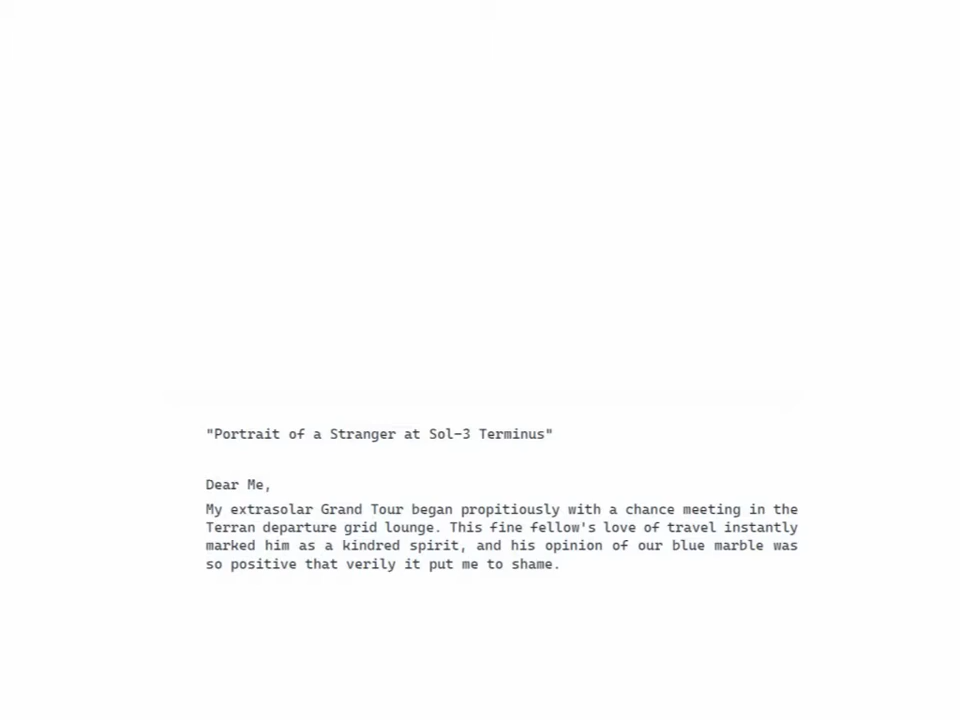 "Portrait of a Stranger at Sol-3 Terminus"
Dear Me,
My extrasolar Grand Tour began propitiously with a chance meeting in the
Terran departure grid lounge. This fine fellow's love of travel instantly
marked him as a kindred spirit, and his opinion of our blue marble was
so positive that verily it put me to shame.